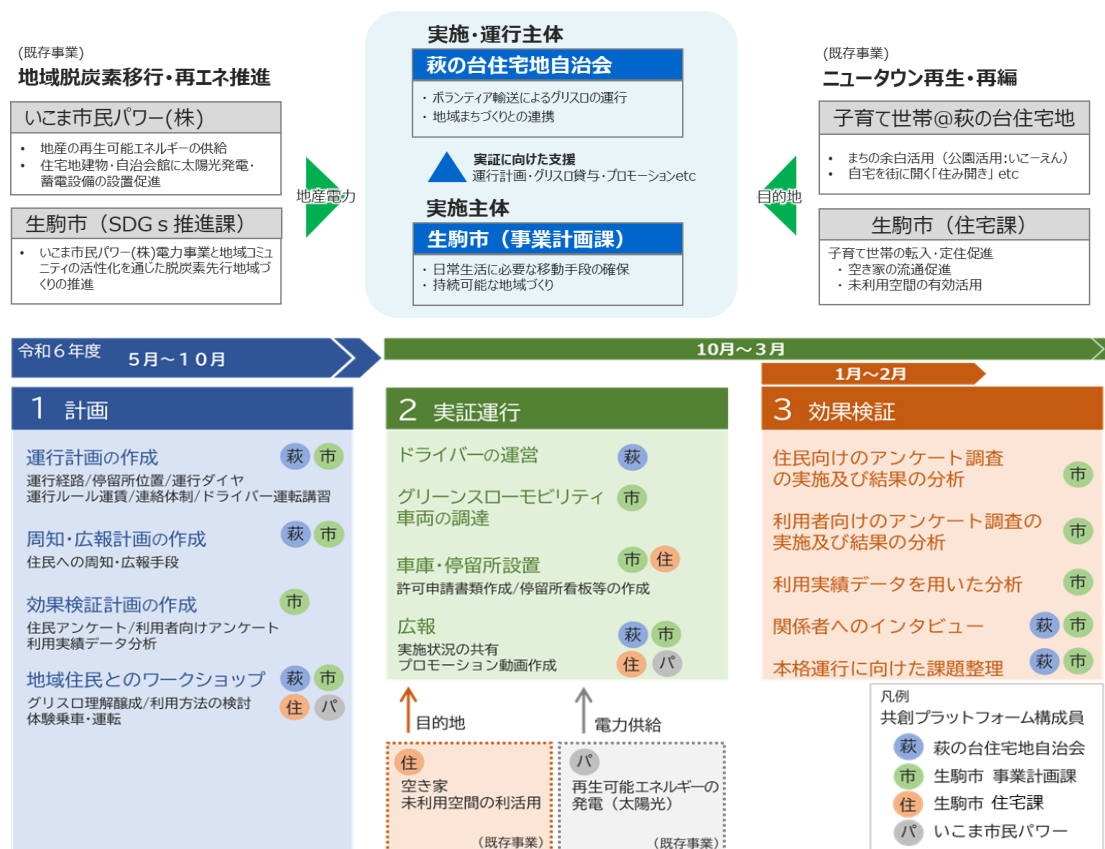 (既存事業)
地域脱炭素移行・再エネ推進
いこま市民パワー(株)
• 地産の再生可能エネルギーの供給
• 住宅地建物・自治会館に太陽光発電・
蓄電設備の設置促進
生駒市（SDGｓ推進課）
• いこま市民パワー(株)電力事業と地域コミュ
ニティの活性化を通じた脱炭素先行地域づ
くりの推進
地産電力
実施・運行主体
萩の台住宅地自治会
・ボランティア輸送によるグリスロの運行
・地域まちづくりとの連携
実証に向けた支援
運行計画・グリスロ貸与・プロモーションetc
実施主体
生駒市（事業計画課）
・日常生活に必要な移動手段の確保
・持続可能な地域づくり
目的地
(既存事業)
ニュータウン再生・再編
子育て世帯@萩の台住宅地
• まちの余白活用（公園活用:いこーえん）
• 自宅を街に開く「住み開き」etc
生駒市（住宅課）
子育て世帯の転入・定住促進
・空き家の流通促進
・未利用空間の有効活用
令和６年度 5月～１０月
10月～３月
1月～２月
1 計画
運行計画の作成 萩 市
運行経路/停留所位置/運行ダイヤ
運行ルール運賃/連絡体制/ドライバー運転講習
周知・広報計画の作成 萩 市
住民への周知・広報手段
効果検証計画の作成 市
住民アンケート/利用者向けアンケート
利用実績データ分析
地域住民とのワークショップ 萩 市
グリスロ理解醸成/利用方法の検討 住 パ
体験乗車・運転
2 実証運行
ドライバーの運営 萩
グリーンスローモビリティ
車両の調達 市
車庫・停留所設置 市 住
許可申請書類作成/停留所看板等の作成
広報 萩 市
実施状況の共有
プロモーション動画作成 住 パ
目的地
電力供給
住
空き家
未利用空間の利活用
(既存事業)
パ
再生可能エネルギーの
発電（太陽光）
(既存事業)
3 効果検証
住民向けのアンケート調査
の実施及び結果の分析 市
利用者向けのアンケート調査の
実施及び結果の分析 市
利用実績データを用いた分析 市
関係者へのインタビュー 萩 市
本格運行に向けた課題整理 萩 市
凡例
共創プラットフォーム構成員
萩 萩の台住宅地自治会
市 生駒市 事業計画課
住 生駒市 住宅課
パ いこま市民パワー